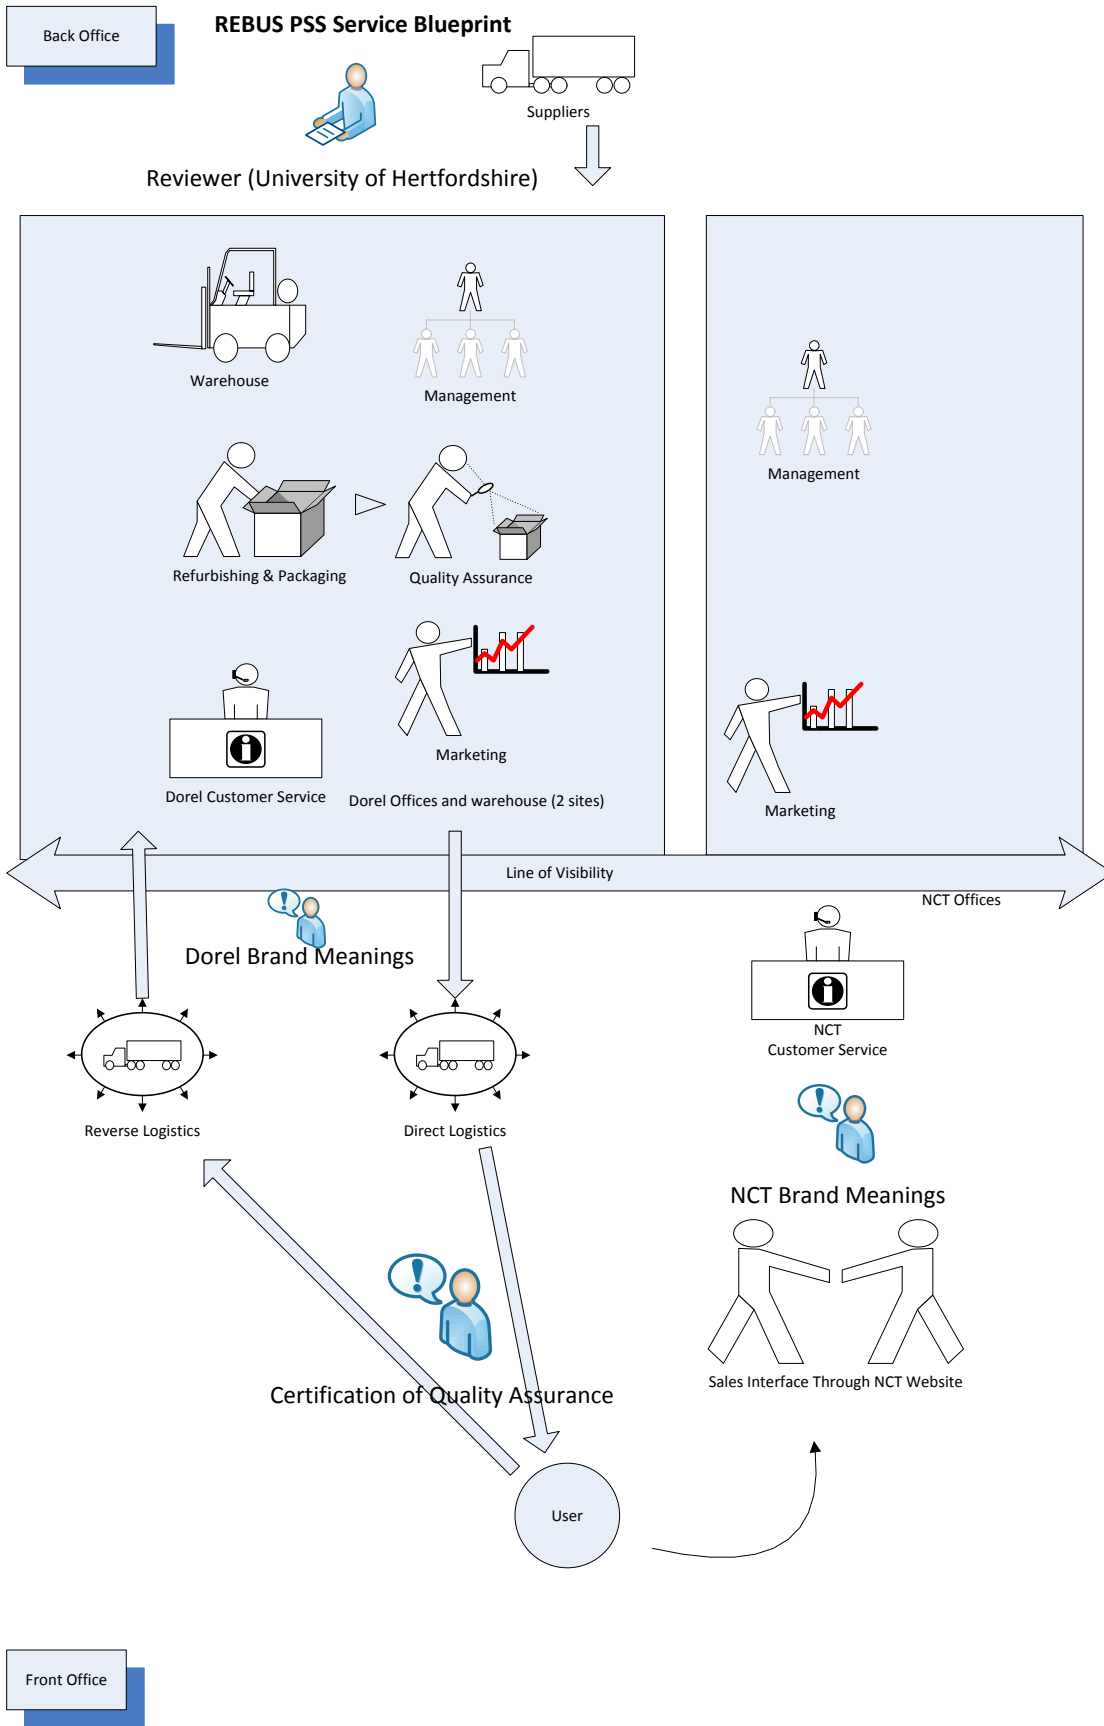 Back Office
REBUS PSS Service Blueprint
Suppliers
Reviewer (University of Hertfordshire)
Warehouse
Management
Management
Refurbishing & Packaging
Quality Assurance
Marketing
Dorel Customer Service
Dorel Offices and warehouse (2 sites)
Marketing
Line of Visibility
NCT Offices
Dorel Brand Meanings
NCT
Customer Service
Reverse Logistics
Direct Logistics
NCT Brand Meanings
Sales Interface Through NCT Website
Certification of Quality Assurance
User
Front Office